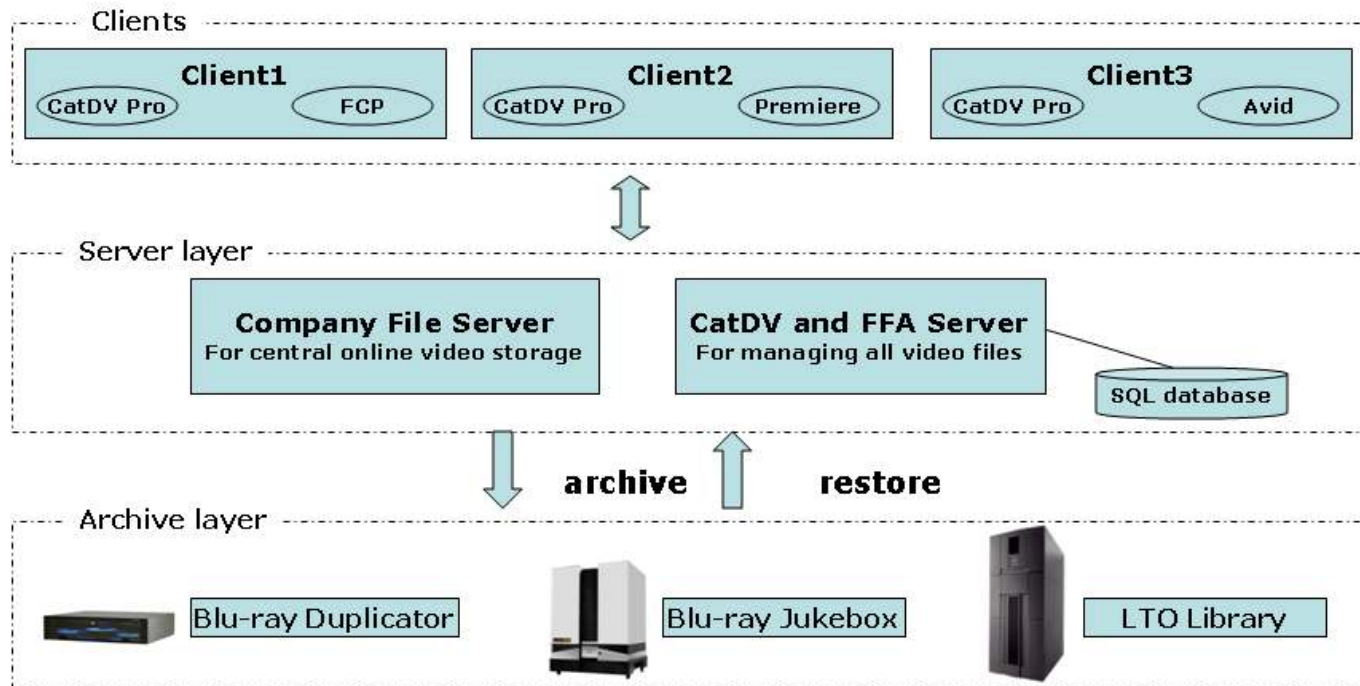 Clients
Client1
CatDV Pro
FCP
Client2
CatDV Pro
Premiere
Client3
CatDV Pro
Avid
Server layer
Company File Server
For central online video storage
CatDV and FFA Server
For managing all video files
SQL database
archive
restore
Archive layer
Blu-ray Duplicator
Blu-ray Jukebox
LTO Library